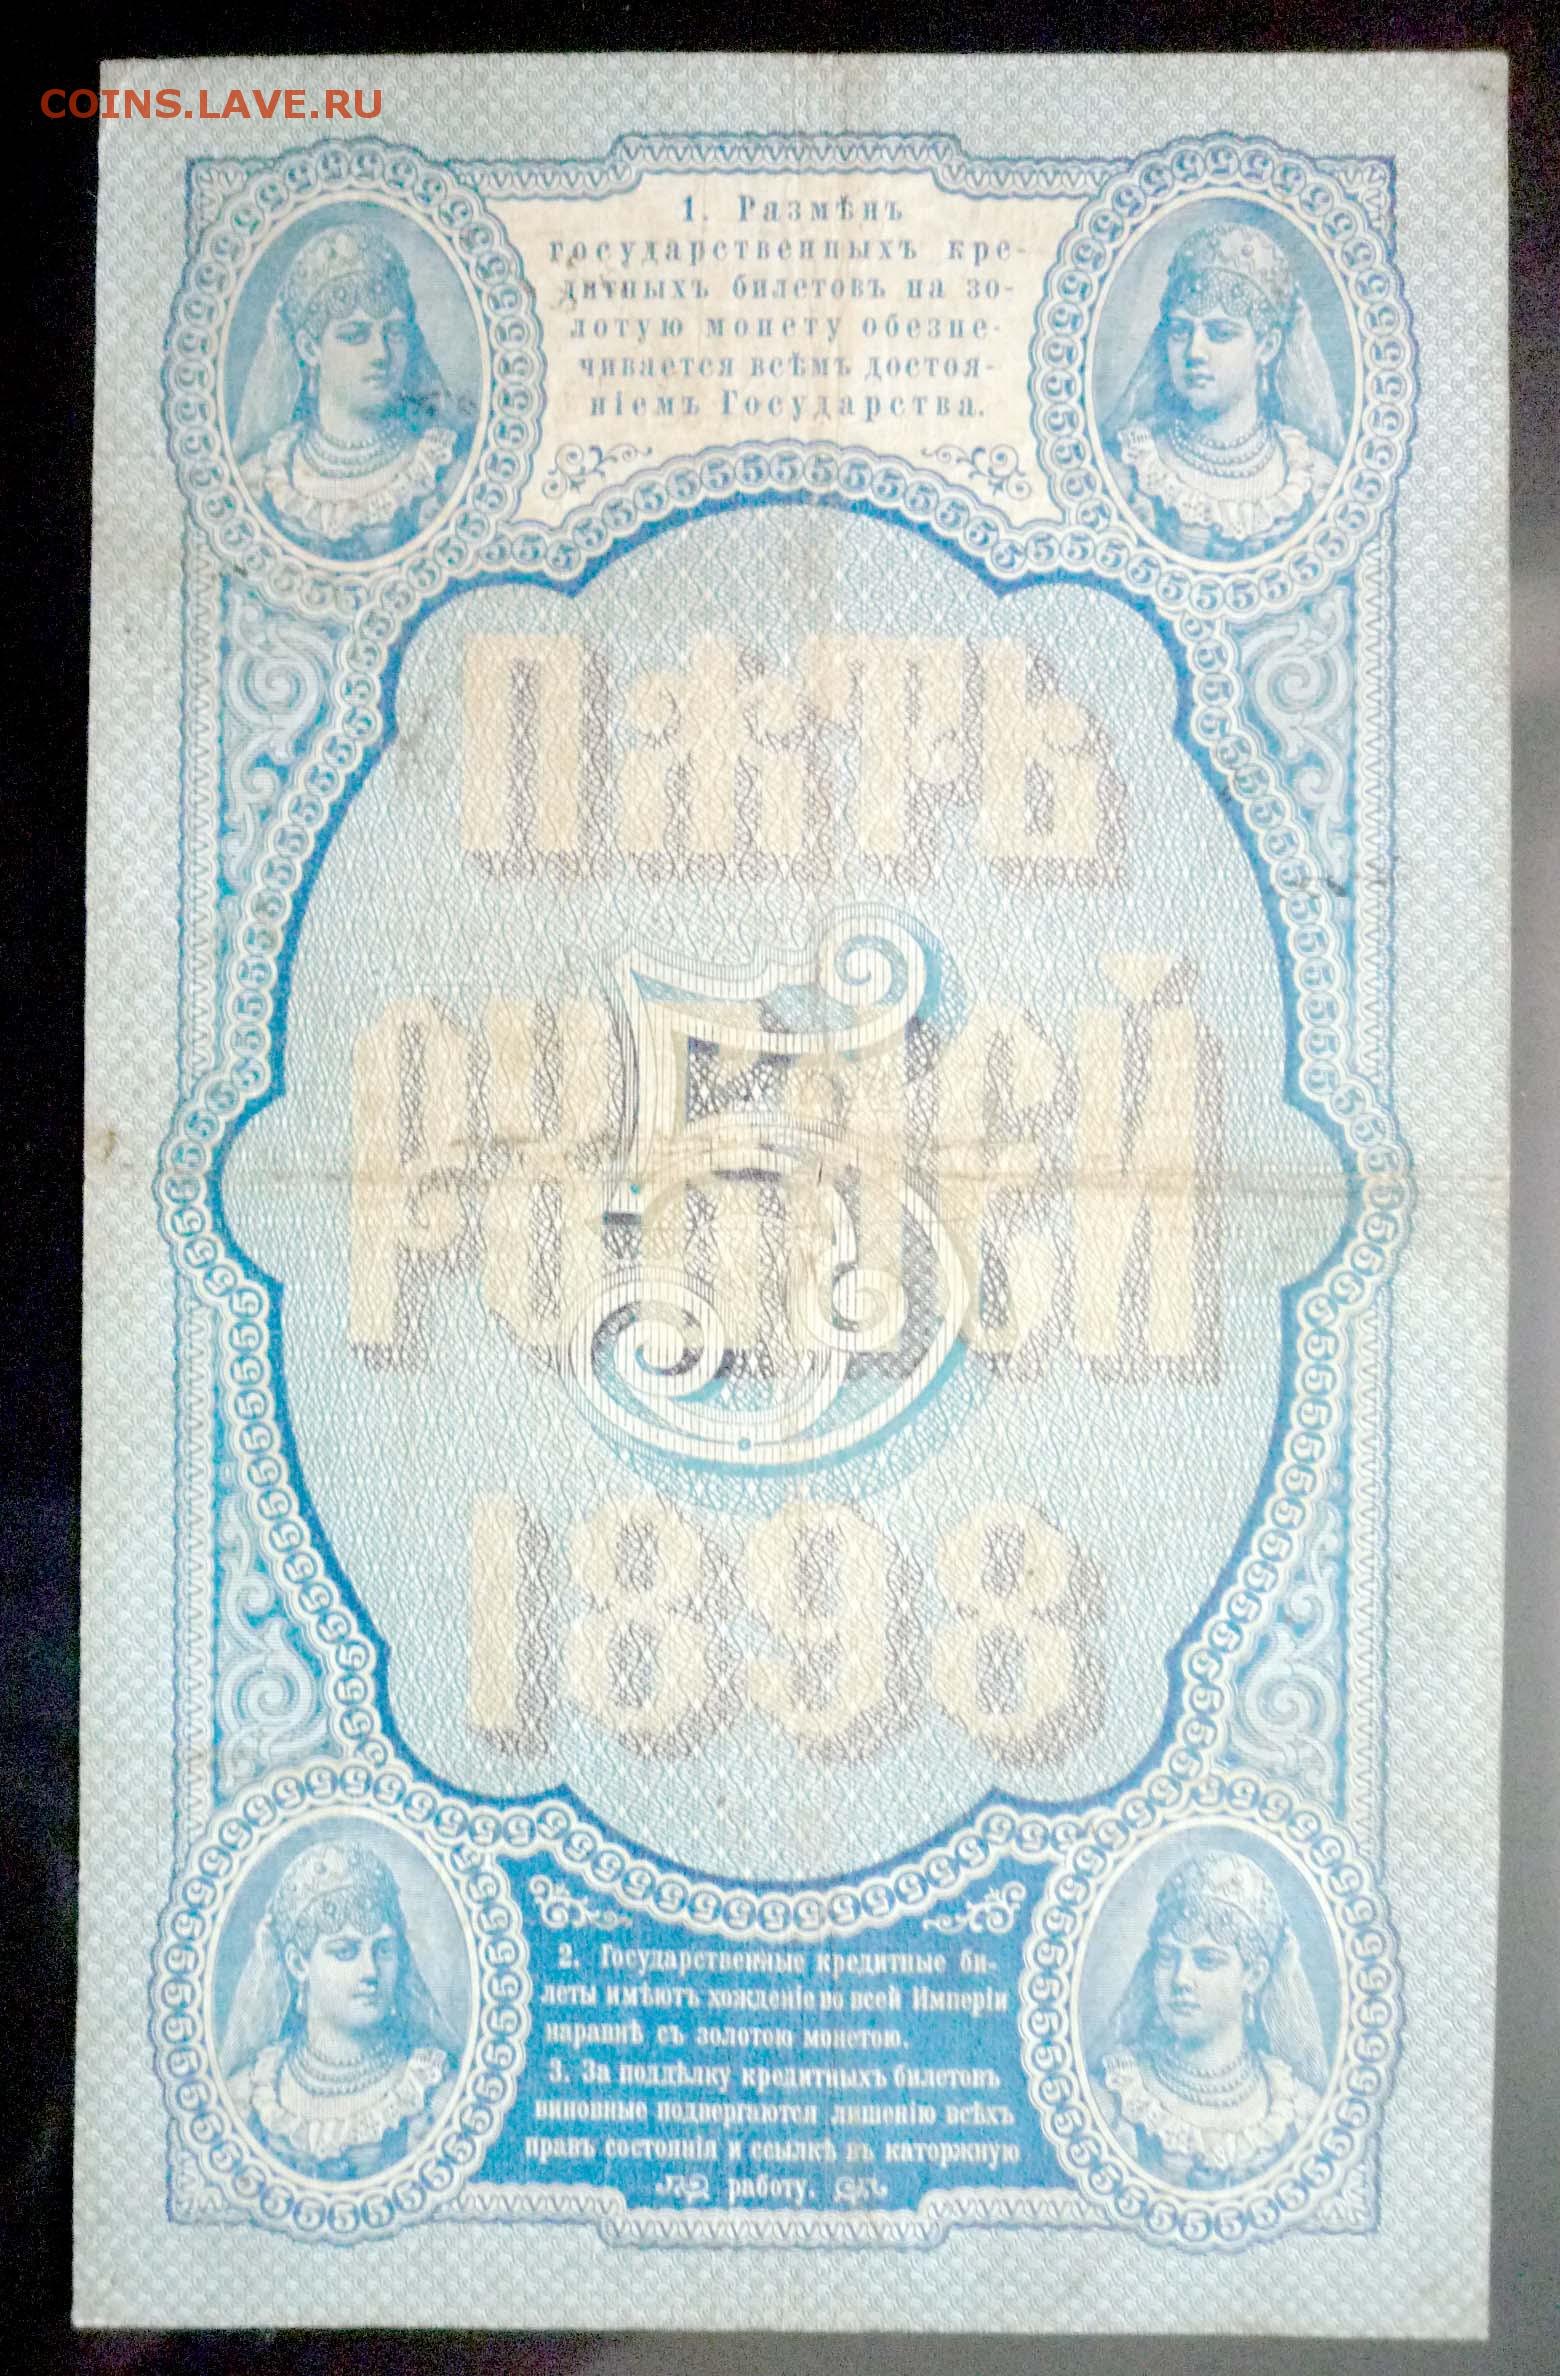 COINS.LAVE.RU
1. Размѣнъ
государственныхъ кре-
дитныхъ билетовъ на зо-
лотую монету обезпе-
чивается всѣмъ достоя-
ніемъ Государства.
ПЯТЬ
РУБЛЕЙ
5
1898
2. Государственные кредитные би-
леты имѣютъ хожденіе во всей Имперіи
наравнѣ съ золотою монетою.
3. За поддѣлку кредитныхъ билетовъ
виновные подвергаются лишенію всѣхъ
правъ состоянія и ссылкѣ въ каторжную
работу.